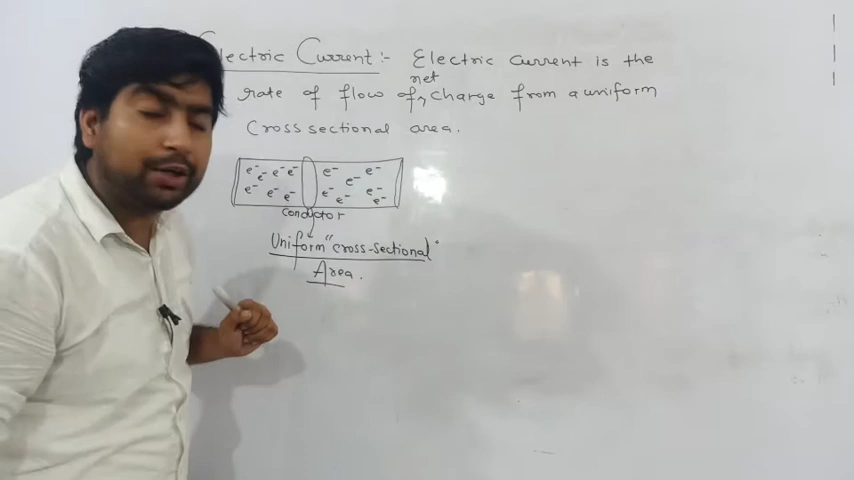 Electric Current:- Electric current is the
net
rate of flow of, charge from a uniform
Cross sectional area.
e⁻ e⁻ e⁻ e⁻ e⁻ e⁻
e⁻ e⁻ e⁻ e⁻ e⁻ e⁻ e⁻ e⁻
Conductor
Uniform "cross-sectional"
Area.